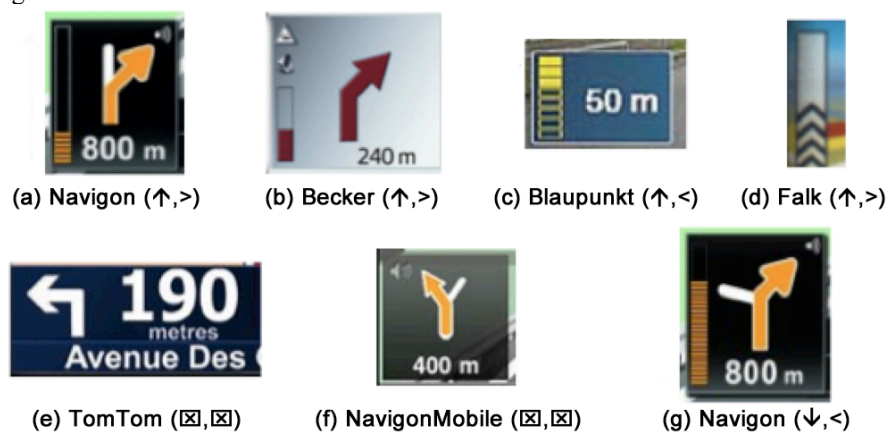 800 m
240 m
50 m
(a) Navigon (↑,>)
(b) Becker (↑,>)
(c) Blaupunkt (↑,<)
(d) Falk (↑,>)
190
metres
Avenue Des
400 m
800 m
(e) TomTom (☒,☒)
(f) NavigonMobile (☒,☒)
(g) Navigon (↓,<)